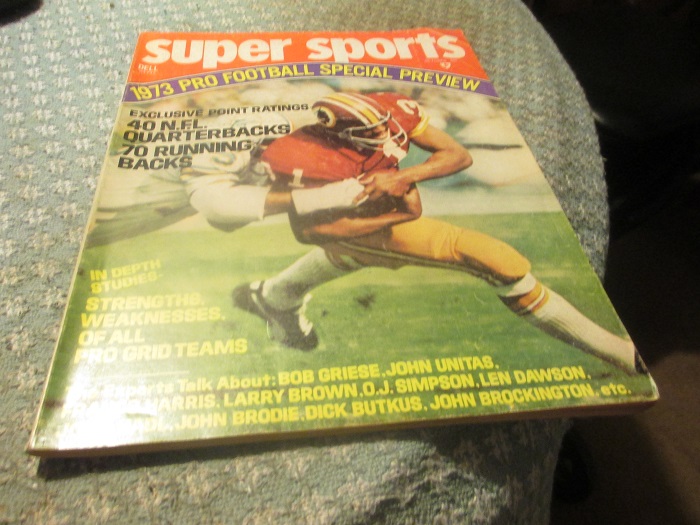 super sports
DELL
1973 PRO FOOTBALL SPECIAL PREVIEW
EXCLUSIVE POINT RATINGS
40 N.F.L.
QUARTERBACKS
70 RUNNING
BACKS
IN DEPTH
STUDIES:
STRENGTHS,
WEAKNESSES,
OF ALL
PRO GRID TEAMS
Experts Talk About: BOB GRIESE, JOHN UNITAS,
HARRIS, LARRY BROWN, O.J. SIMPSON, LEN DAWSON,
JOHN BRODIE, DICK BUTKUS, JOHN BROCKINGTON, etc.